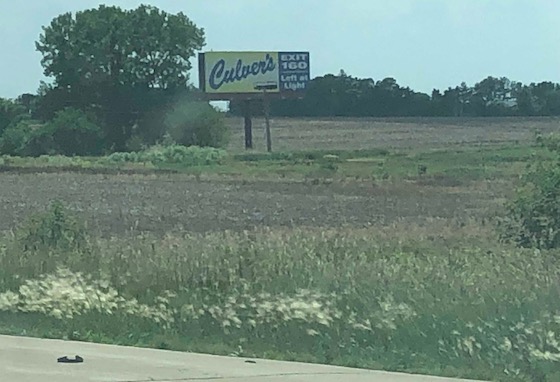 Culver's
EXIT
160
Left at
Light